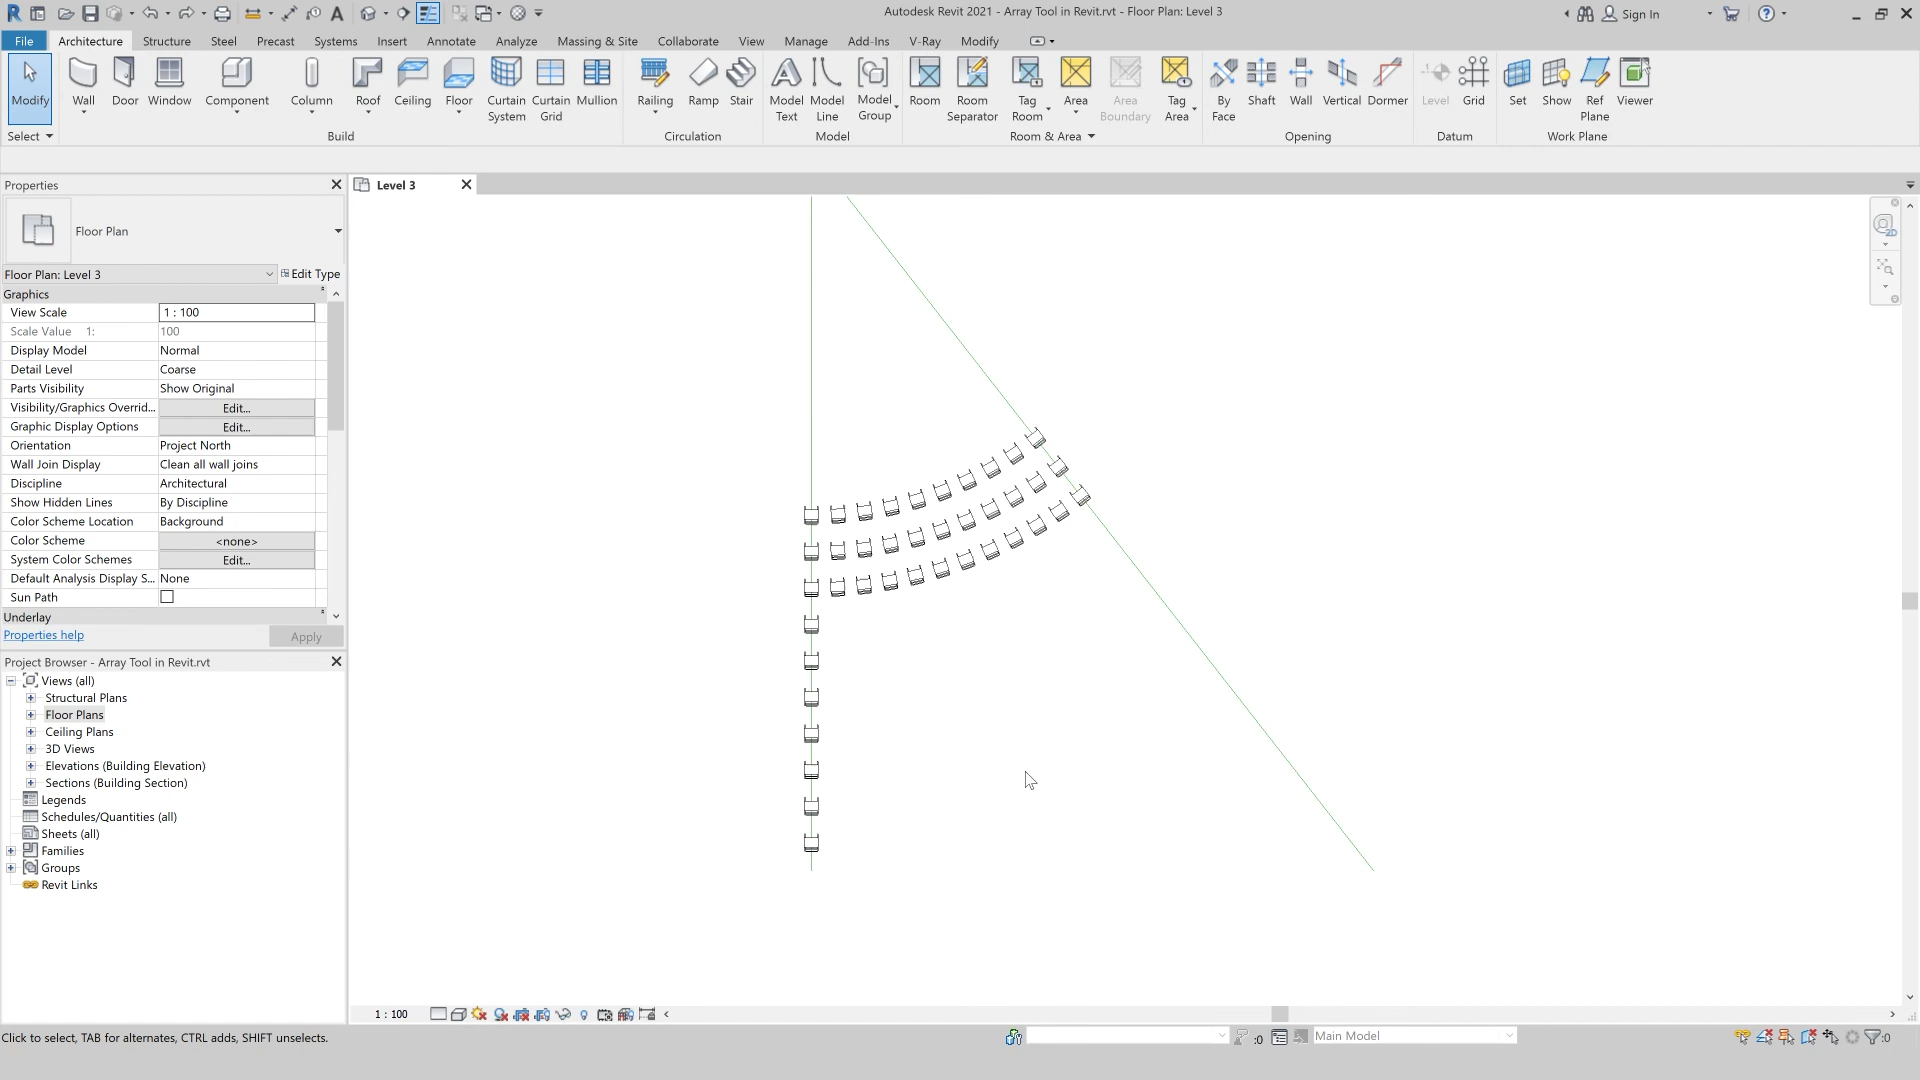 Autodesk Revit 2021 - Array Tool in Revit.rvt - Floor Plan: Level 3
Sign In
File Architecture Structure Steel Precast Systems Insert Annotate Analyze Massing & Site Collaborate View Manage Add-Ins V-Ray Modify
Modify Wall Door Window Component Column Roof Ceiling Floor Curtain System Curtain Grid Mullion Railing Ramp Stair Model Text Model Line Model Group Room Room Separator Tag Room Area Area Boundary Tag Area By Face Shaft Wall Vertical Dormer Level Grid Set Show Ref Plane Viewer
Select Build Circulation Model Room & Area Opening Datum Work Plane
Properties
Level 3
Floor Plan
Floor Plan: Level 3 Edit Type
Graphics
View Scale 1 : 100
Scale Value 1: 100
Display Model Normal
Detail Level Coarse
Parts Visibility Show Original
Visibility/Graphics Overrid... Edit...
Graphic Display Options Edit...
Orientation Project North
Wall Join Display Clean all wall joins
Discipline Architectural
Show Hidden Lines By Discipline
Color Scheme Location Background
Color Scheme <none>
System Color Schemes Edit...
Default Analysis Display S... None
Sun Path
Underlay
Properties help Apply
Project Browser - Array Tool in Revit.rvt
Views (all)
Structural Plans
Floor Plans
Ceiling Plans
3D Views
Elevations (Building Elevation)
Sections (Building Section)
Legends
Schedules/Quantities (all)
Sheets (all)
Families
Groups
Revit Links
2D
1 : 100
Click to select, TAB for alternates, CTRL adds, SHIFT unselects.
:0
Main Model
:0